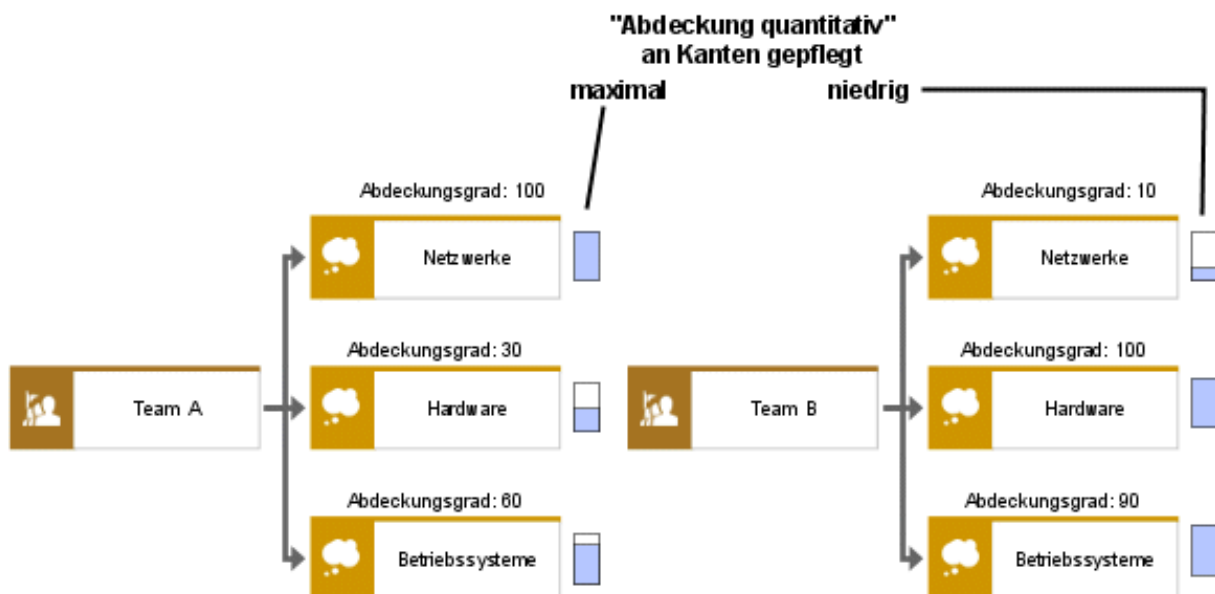 "Abdeckung quantitativ"
an Kanten gepflegt
maximal
niedrig
Abdeckungsgrad: 100
Netzwerke
Abdeckungsgrad: 30
Team A
Hardware
Abdeckungsgrad: 60
Betriebssysteme
Abdeckungsgrad: 10
Netzwerke
Abdeckungsgrad: 100
Team B
Hardware
Abdeckungsgrad: 90
Betriebssysteme